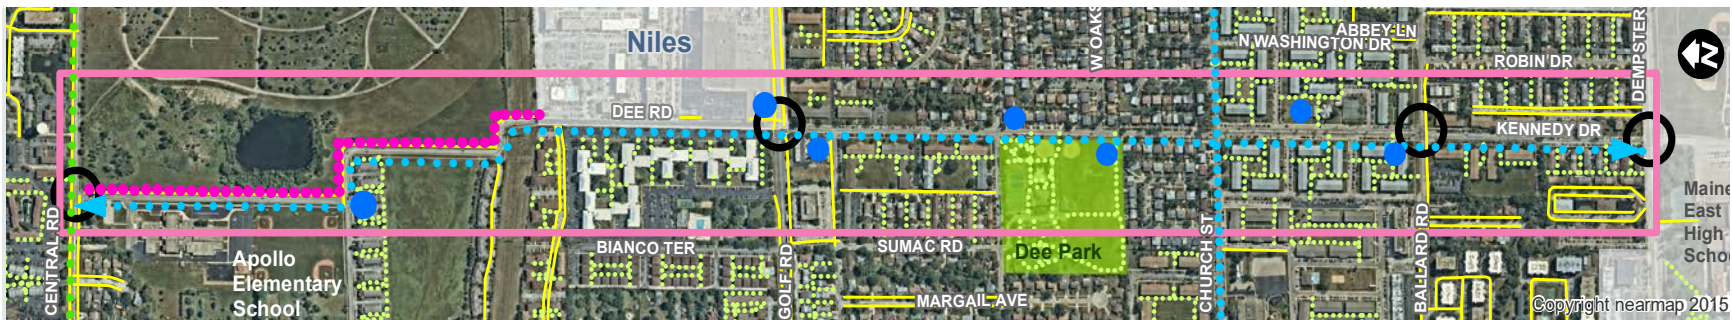 Niles
W OAKS
DEMPSTER
ABBEY LN
N WASHINGTON DR
N
ROBIN DR
DEE RD
KENNEDY DR
CENTRAL RD
Apollo
Elementary
School
BIANCO TER
GOLF RD
SUMAC RD
Dee Park
MARGAIL AVE
CHURCH ST
BALLARD RD
Maine
East
High
Schoo
Copyright nearmap 2015